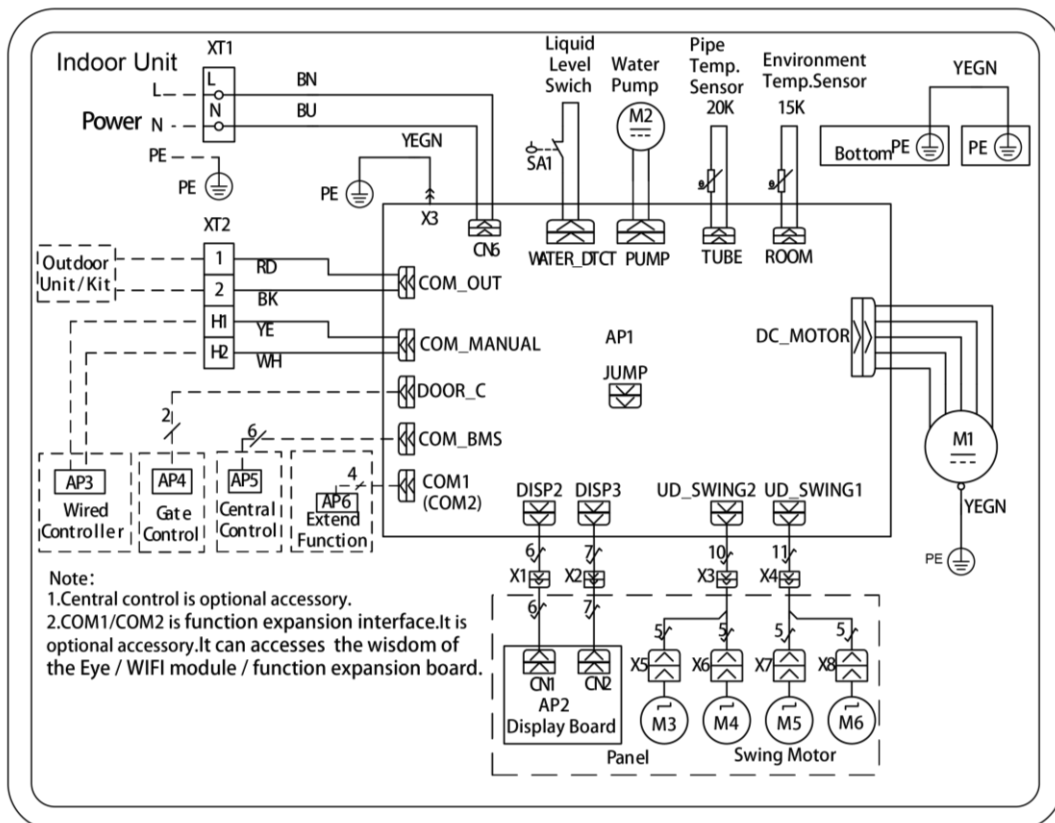 Indoor Unit
XT1
L
L
BN
Power
N
N
BU
PE
PE
YEGN
PE
X3
CN6
Liquid
Level
Swich
SA1
WATER_DTCT
Water
Pump
M2
PUMP
Pipe
Temp.
Sensor
20K
TUBE
Environment
Temp.Sensor
15K
ROOM
YEGN
Bottom
PE
PE
XT2
Outdoor
Unit/Kit
1
RD
2
BK
H1
YE
H2
WH
COM_OUT
COM_MANUAL
DOOR_C
COM_BMS
COM1
(COM2)
AP1
JUMP
DC_MOTOR
M1
YEGN
PE
2
6
4
AP3
Wired
Controller
AP4
Gate
Control
AP5
Central
Control
AP6
Extend
Function
DISP2
DISP3
UD_SWING2
UD_SWING1
6
7
10
11
X1
X2
X3
X4
6
7
5
5
5
5
X5
X6
X7
X8
CN1
CN2
AP2
Display Board
M3
M4
M5
M6
Panel
Swing Motor
Note:
1.Central control is optional accessory.
2.COM1/COM2 is function expansion interface.It is
optional accessory.It can accesses the wisdom of
the Eye / WIFI module / function expansion board.